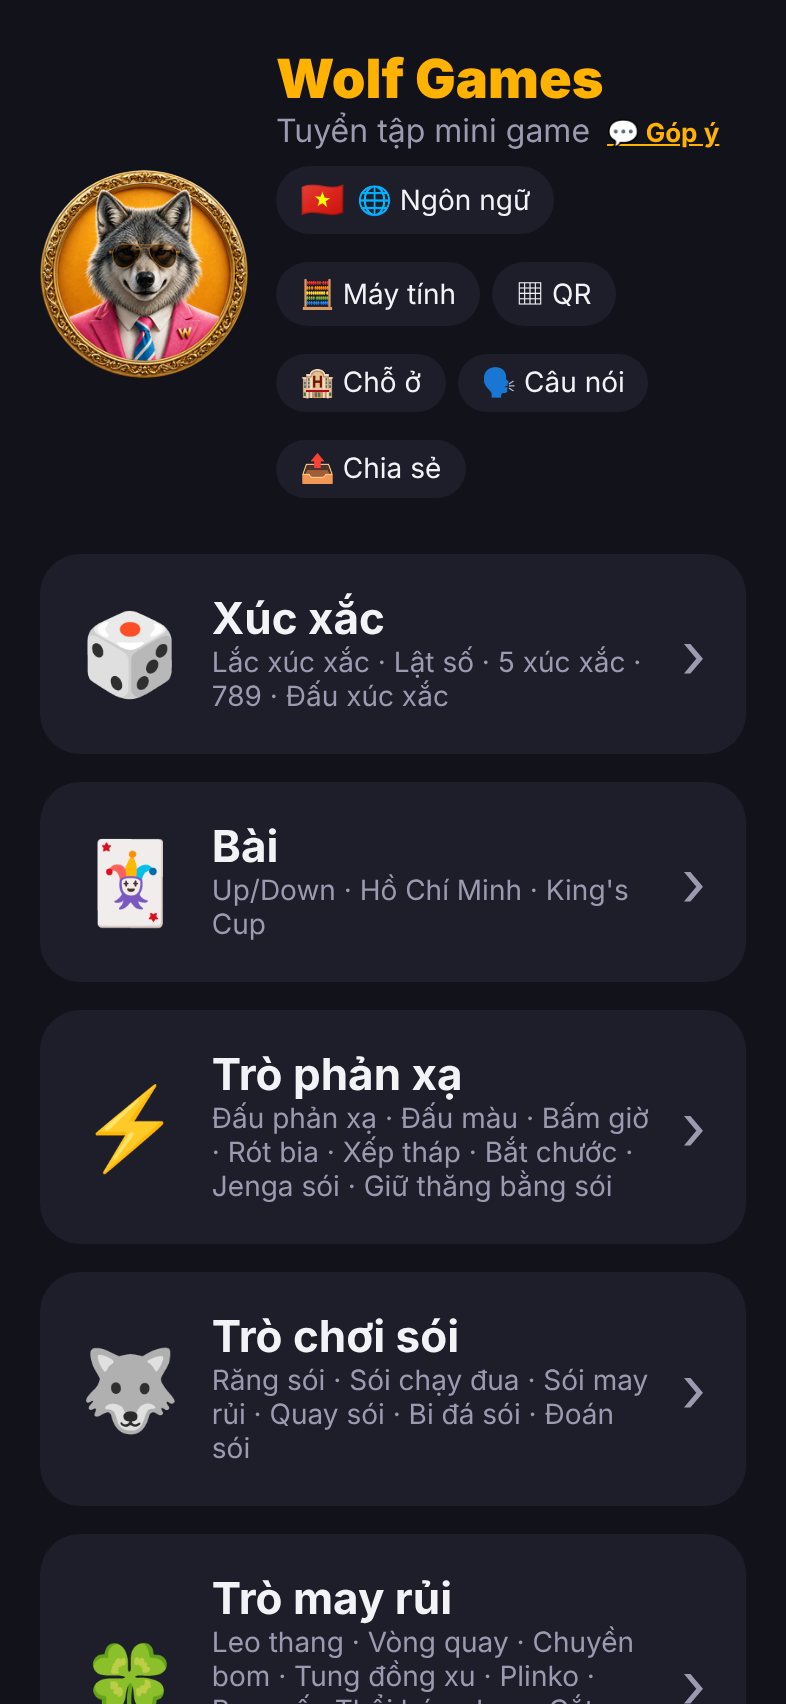 Wolf Games
Tuyển tập mini game 💬 Góp ý
🇻🇳 🌐 Ngôn ngữ
🧮 Máy tính
QR
🏨 Chỗ ở
🗣️ Câu nói
📤 Chia sẻ
W
Xúc xắc
Lắc xúc xắc · Lật số · 5 xúc xắc ·
789 · Đấu xúc xắc
Bài
Up/Down · Hồ Chí Minh · King's
Cup
Trò phản xạ
Đấu phản xạ · Đấu màu · Bấm giờ
· Rót bia · Xếp tháp · Bắt chước ·
Jenga sói · Giữ thăng bằng sói
Trò chơi sói
Răng sói · Sói chạy đua · Sói may
rủi · Quay sói · Bi đá sói · Đoán
sói
Trò may rủi
Leo thang · Vòng quay · Chuyền
bom · Tung đồng xu · Plinko ·